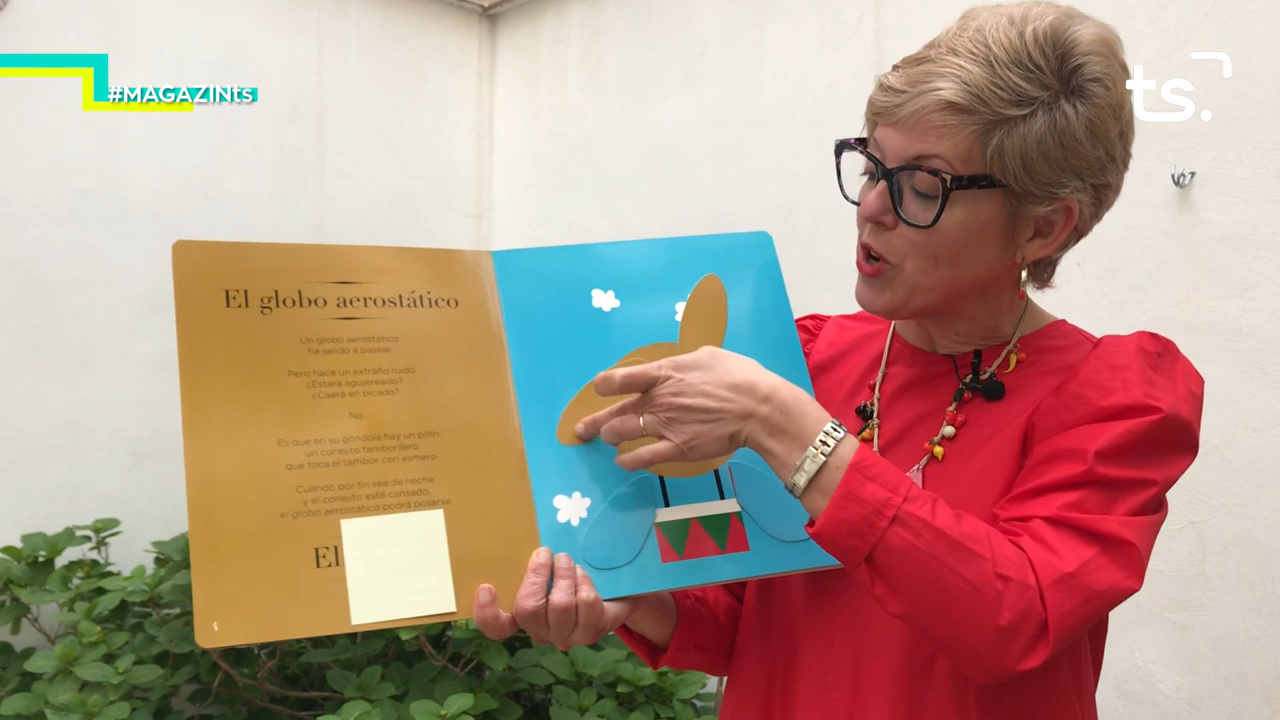 #MAGAZINts
ts.
El globo aerostático
Un globo aerostático
ha salido a pasear.
Pero hace un extraño ruido
¿Estará agujereado?
¿Caerá en picado?
No:
Es que en su góndola hay un pillín:
un conejito tamborilero
que toca el tambor con esmero.
Cuando por fin sea de noche
y el conejito esté cansado,
el globo aerostático podrá posarse.
El